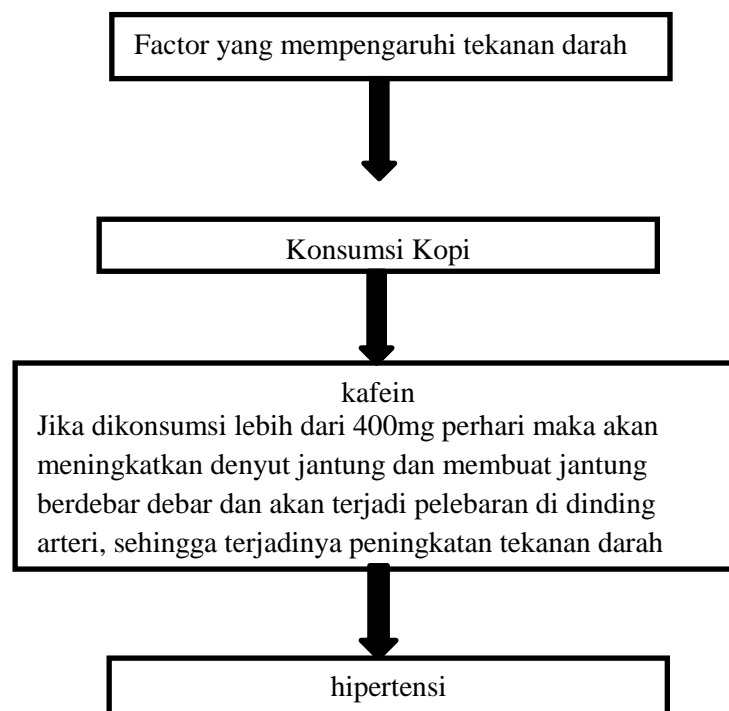 Factor yang mempengaruhi tekanan darah
Konsumsi Kopi
kafein
Jika dikonsumsi lebih dari 400mg perhari maka akan
meningkatkan denyut jantung dan membuat jantung
berdebar debar dan akan terjadi pelebaran di dinding
arteri, sehingga terjadinya peningkatan tekanan darah
hipertensi